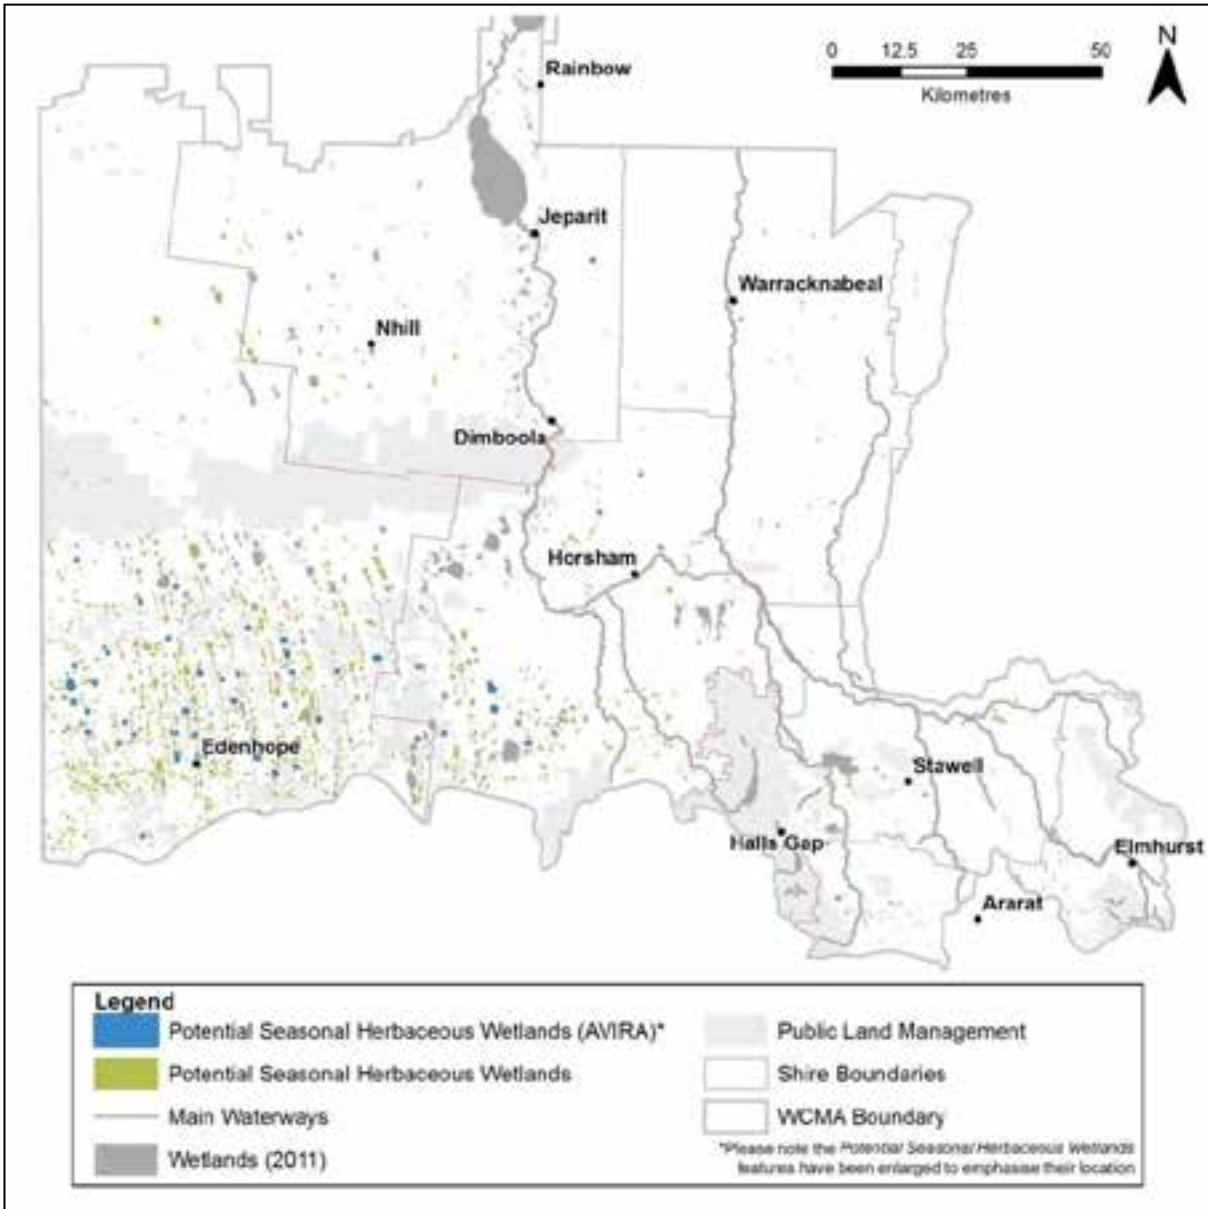 N
0 12.5 25 50
Kilometres
Rainbow
Jeparit
Warracknabeal
Nhill
Dimboola
Horsham
Edenhope
Stawell
Halls Gap
Elmhurst
Ararat
Legend
Potential Seasonal Herbaceous Wetlands (AVIRA)*
Potential Seasonal Herbaceous Wetlands
Main Waterways
Wetlands (2011)
Public Land Management
Shire Boundaries
WCMA Boundary
*Please note the Potential Seasonal Herbaceous Wetlands
features have been enlarged to emphasise their location